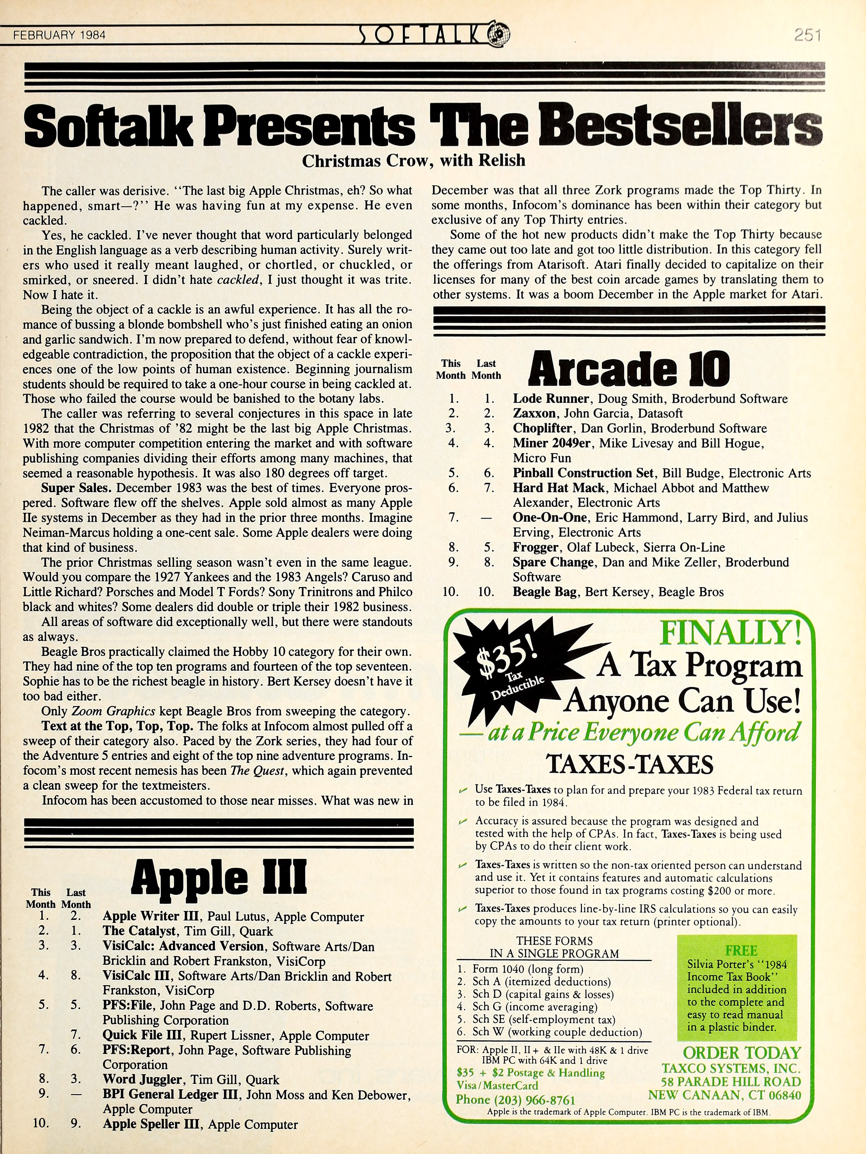 FEBRUARY 1984
SOFTALK
251
Softalk Presents The Bestsellers
Christmas Crow, with Relish
The caller was derisive. "The last big Apple Christmas, eh? So what
happened, smart—?" He was having fun at my expense. He even
cackled.
Yes, he cackled. I've never thought that word particularly belonged
in the English language as a verb describing human activity. Surely writ-
ers who used it really meant laughed, or chortled, or chuckled, or
smirked, or sneered. I didn't hate cackled, I just thought it was trite.
Now I hate it.
Being the object of a cackle is an awful experience. It has all the ro-
mance of bussing a blonde bombshell who's just finished eating an onion
and garlic sandwich. I'm now prepared to defend, without fear of knowl-
edgeable contradiction, the proposition that the object of a cackle experi-
ences one of the low points of human existence. Beginning journalism
students should be required to take a one-hour course in being cackled at.
Those who failed the course would be banished to the botany labs.
The caller was referring to several conjectures in this space in late
1982 that the Christmas of '82 might be the last big Apple Christmas.
With more computer competition entering the market and with software
publishing companies dividing their efforts among many machines, that
seemed a reasonable hypothesis. It was also 180 degrees off target.
Super Sales. December 1983 was the best of times. Everyone pros-
pered. Software flew off the shelves. Apple sold almost as many Apple
IIe systems in December as they had in the prior three months. Imagine
Neiman-Marcus holding a one-cent sale. Some Apple dealers were doing
that kind of business.
The prior Christmas selling season wasn't even in the same league.
Would you compare the 1927 Yankees and the 1983 Angels? Caruso and
Little Richard? Porsches and Model T Fords? Sony Trinitrons and Philco
black and whites? Some dealers did double or triple their 1982 business.
All areas of software did exceptionally well, but there were standouts
as always.
Beagle Bros practically claimed the Hobby 10 category for their own.
They had nine of the top ten programs and fourteen of the top seventeen.
Sophie has to be the richest beagle in history. Bert Kersey doesn't have it
too bad either.
Only Zoom Graphics kept Beagle Bros from sweeping the category.
Text at the Top, Top, Top. The folks at Infocom almost pulled off a
sweep of their category also. Paced by the Zork series, they had four of
the Adventure 5 entries and eight of the top nine adventure programs. In-
focom's most recent nemesis has been The Quest, which again prevented
a clean sweep for the textmeisters.
Infocom has been accustomed to those near misses. What was new in
December was that all three Zork programs made the Top Thirty. In
some months, Infocom's dominance has been within their category but
exclusive of any Top Thirty entries.
Some of the hot new products didn't make the Top Thirty because
they came out too late and got too little distribution. In this category fell
the offerings from Atarisoft. Atari finally decided to capitalize on their
licenses for many of the best coin arcade games by translating them to
other systems. It was a boom December in the Apple market for Atari.
Apple III
This Last
Month Month
1. 2. Apple Writer III, Paul Lutus, Apple Computer
2. 1. The Catalyst, Tim Gill, Quark
3. 3. VisiCalc: Advanced Version, Software Arts/Dan
Bricklin and Robert Frankston, VisiCorp
4. 8. VisiCalc III, Software Arts/Dan Bricklin and Robert
Frankston, VisiCorp
5. 5. PFS:File, John Page and D.D. Roberts, Software
Publishing Corporation
7. Quick File III, Rupert Lissner, Apple Computer
7. 6. PFS:Report, John Page, Software Publishing
Corporation
8. 3. Word Juggler, Tim Gill, Quark
9. — BPI General Ledger III, John Moss and Ken Debower,
Apple Computer
10. 9. Apple Speller III, Apple Computer
Arcade 10
This Last
Month Month
1. 1. Lode Runner, Doug Smith, Broderbund Software
2. 2. Zaxxon, John Garcia, Datasoft
3. 3. Choplifter, Dan Gorlin, Broderbund Software
4. 4. Miner 2049er, Mike Livesay and Bill Hogue,
Micro Fun
5. 6. Pinball Construction Set, Bill Budge, Electronic Arts
6. 7. Hard Hat Mack, Michael Abbot and Matthew
Alexander, Electronic Arts
7. — One-On-One, Eric Hammond, Larry Bird, and Julius
Erving, Electronic Arts
8. 5. Frogger, Olaf Lubeck, Sierra On-Line
9. 8. Spare Change, Dan and Mike Zeller, Broderbund
Software
10. 10. Beagle Bag, Bert Kersey, Beagle Bros
$35!
Tax
Deductible
FINALLY!
A Tax Program
Anyone Can Use!
— at a Price Everyone Can Afford
TAXES-TAXES
Use Taxes-Taxes to plan for and prepare your 1983 Federal tax return
to be filed in 1984.
Accuracy is assured because the program was designed and
tested with the help of CPAs. In fact, Taxes-Taxes is being used
by CPAs to do their client work.
Taxes-Taxes is written so the non-tax oriented person can understand
and use it. Yet it contains features and automatic calculations
superior to those found in tax programs costing $200 or more.
Taxes-Taxes produces line-by-line IRS calculations so you can easily
copy the amounts to your tax return (printer optional).
THESE FORMS
IN A SINGLE PROGRAM
1. Form 1040 (long form)
2. Sch A (itemized deductions)
3. Sch D (capital gains & losses)
4. Sch G (income averaging)
5. Sch SE (self-employment tax)
6. Sch W (working couple deduction)
FOR: Apple II, II+ & IIe with 48K & 1 drive
IBM PC with 64K and 1 drive
$35 + $2 Postage & Handling
Visa/MasterCard
Phone (203) 966-8761
FREE
Silvia Porter's "1984
Income Tax Book"
included in addition
to the complete and
easy to read manual
in a plastic binder.
ORDER TODAY
TAXCO SYSTEMS, INC.
58 PARADE HILL ROAD
NEW CANAAN, CT 06840
Apple is the trademark of Apple Computer. IBM PC is the trademark of IBM.